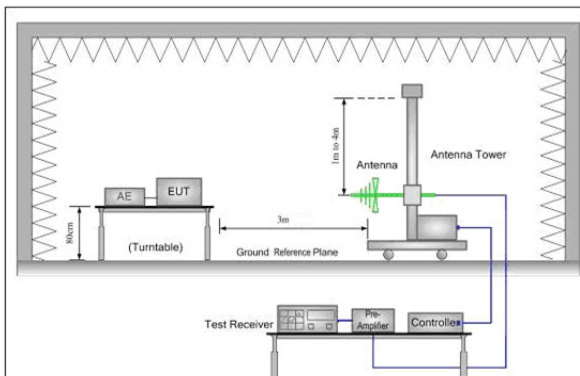 1m to 4m
Antenna
Antenna Tower
AE
EUT
3m
80cm
(Turntable)
Ground Reference Plane
Test Receiver
Pre-
Amplifier
Controller